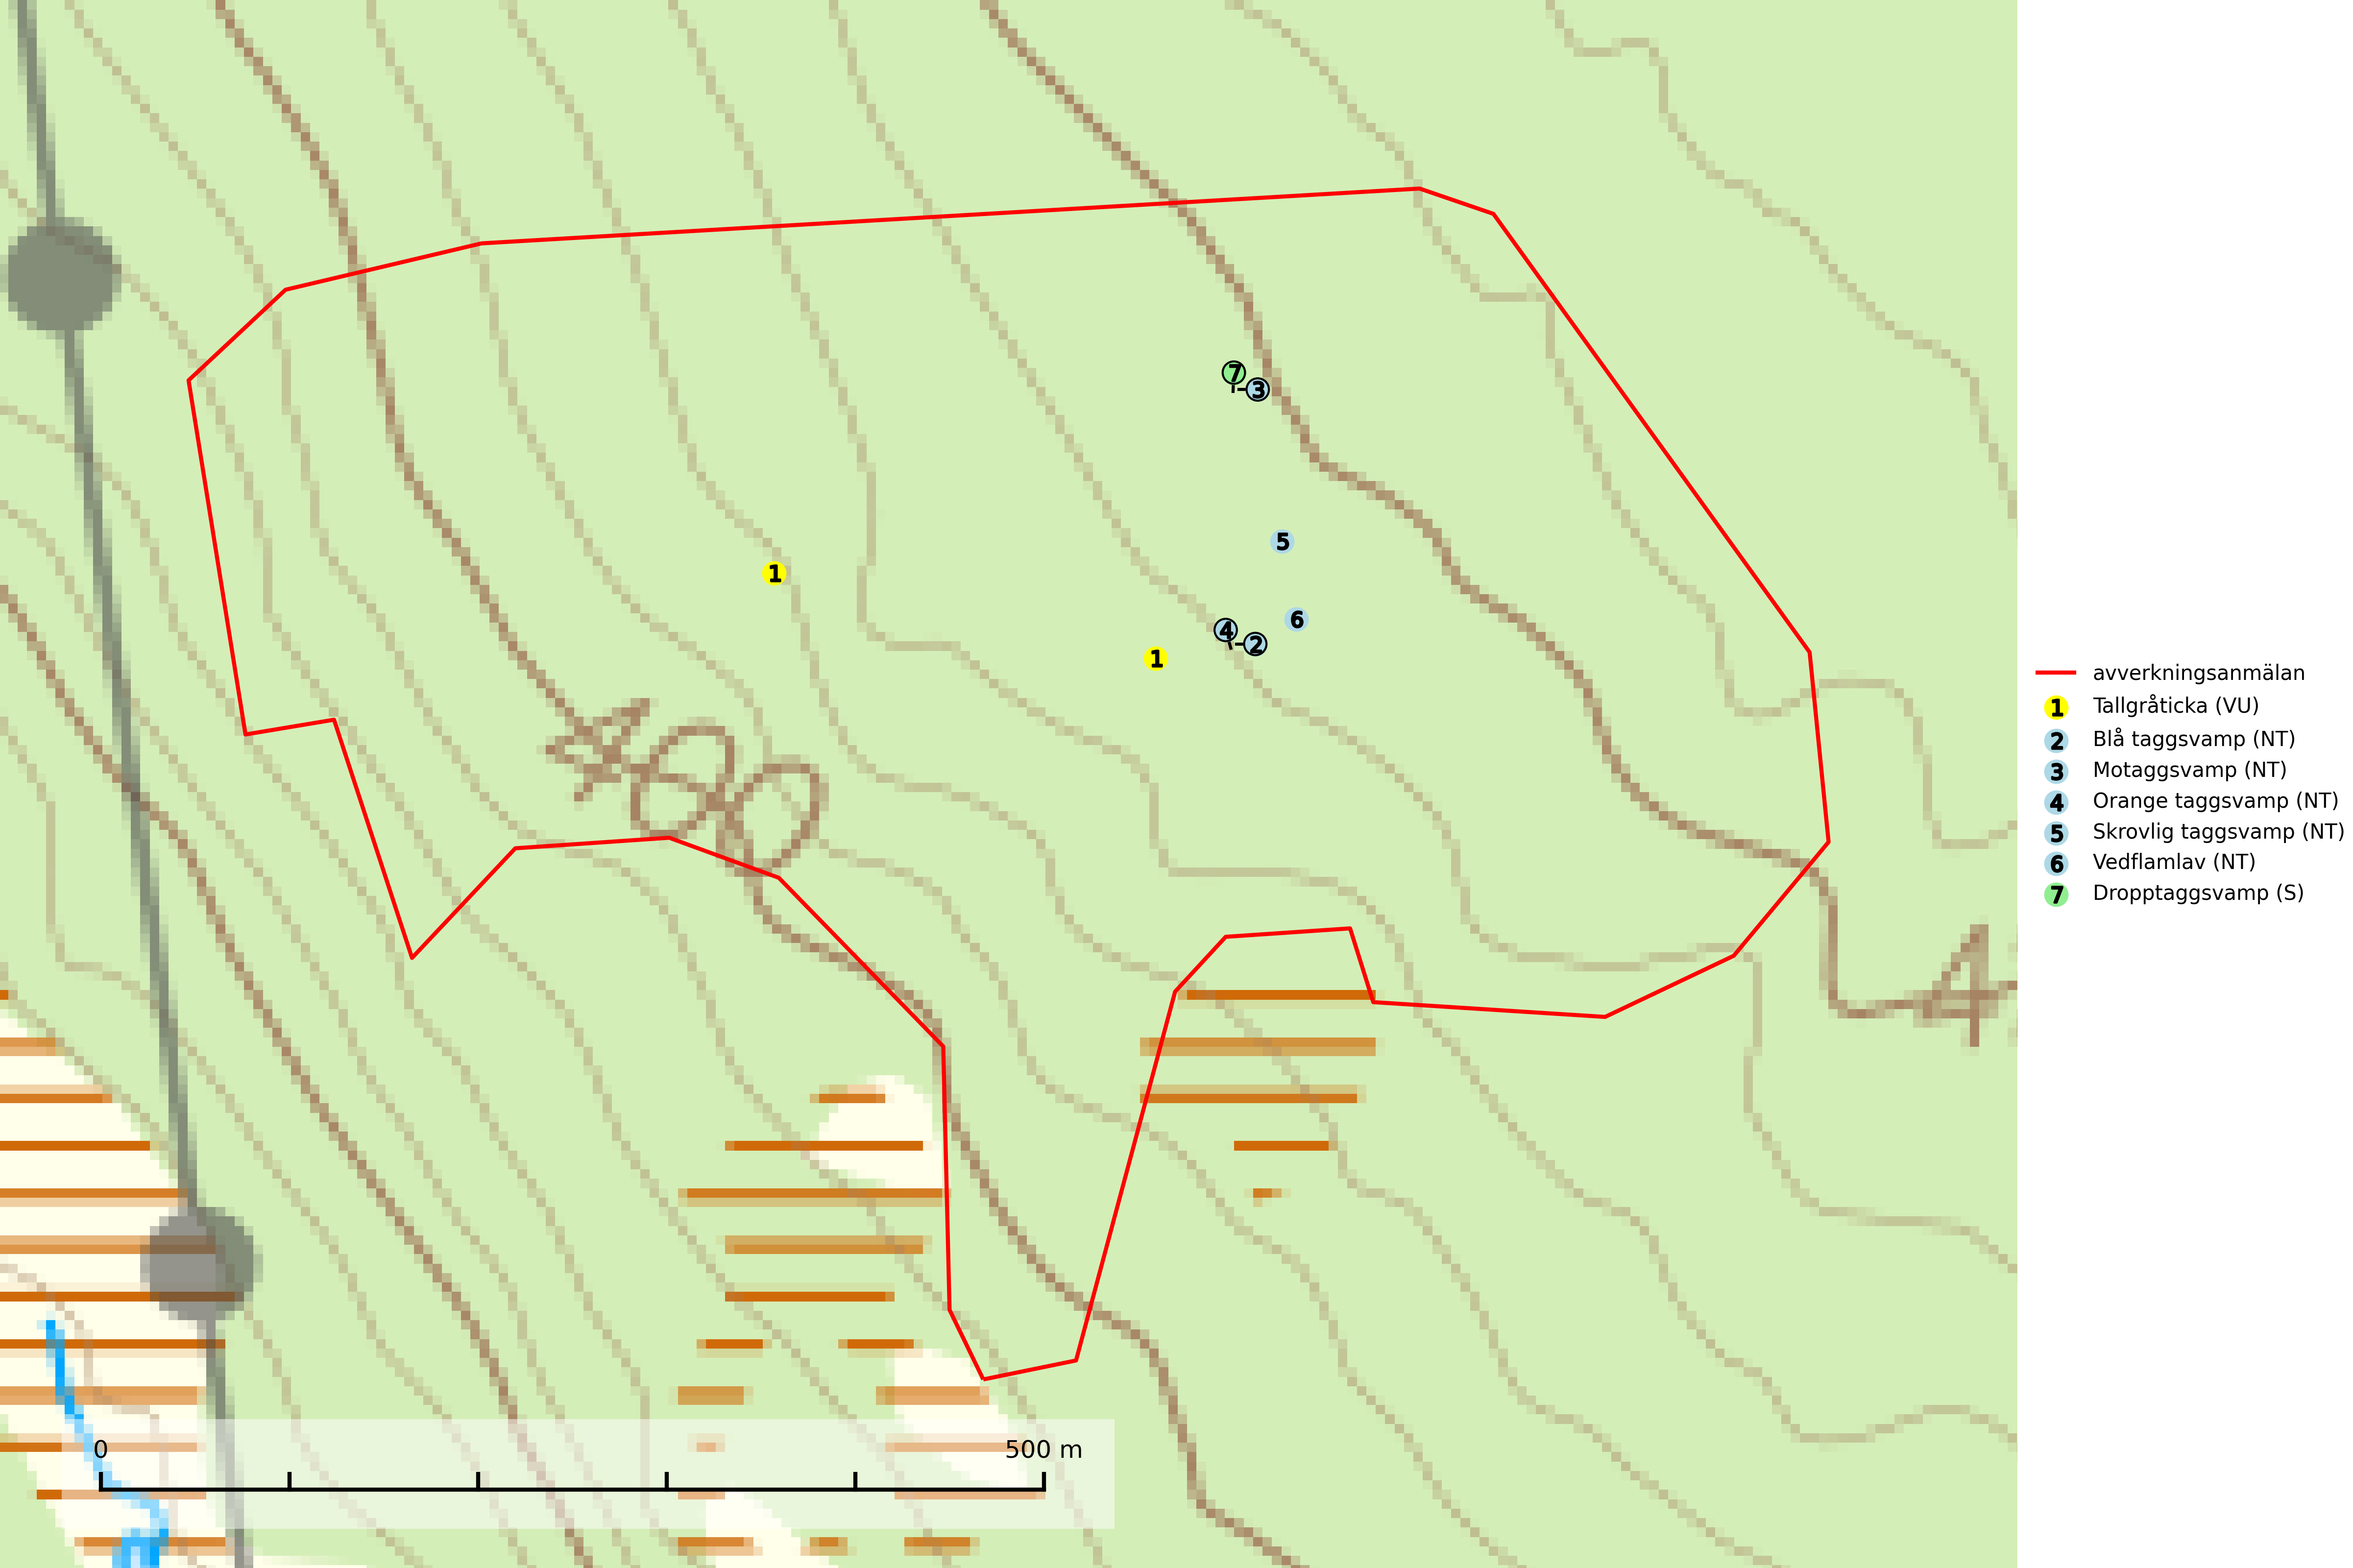 7
3
5
1
6
4
2
1
400
4
avverkningsanmälan
1 Tallgråticka (VU)
2 Blå taggsvamp (NT)
3 Motaggsvamp (NT)
4 Orange taggsvamp (NT)
5 Skrovlig taggsvamp (NT)
6 Vedflamlav (NT)
7 Dropptaggsvamp (S)
0 500 m